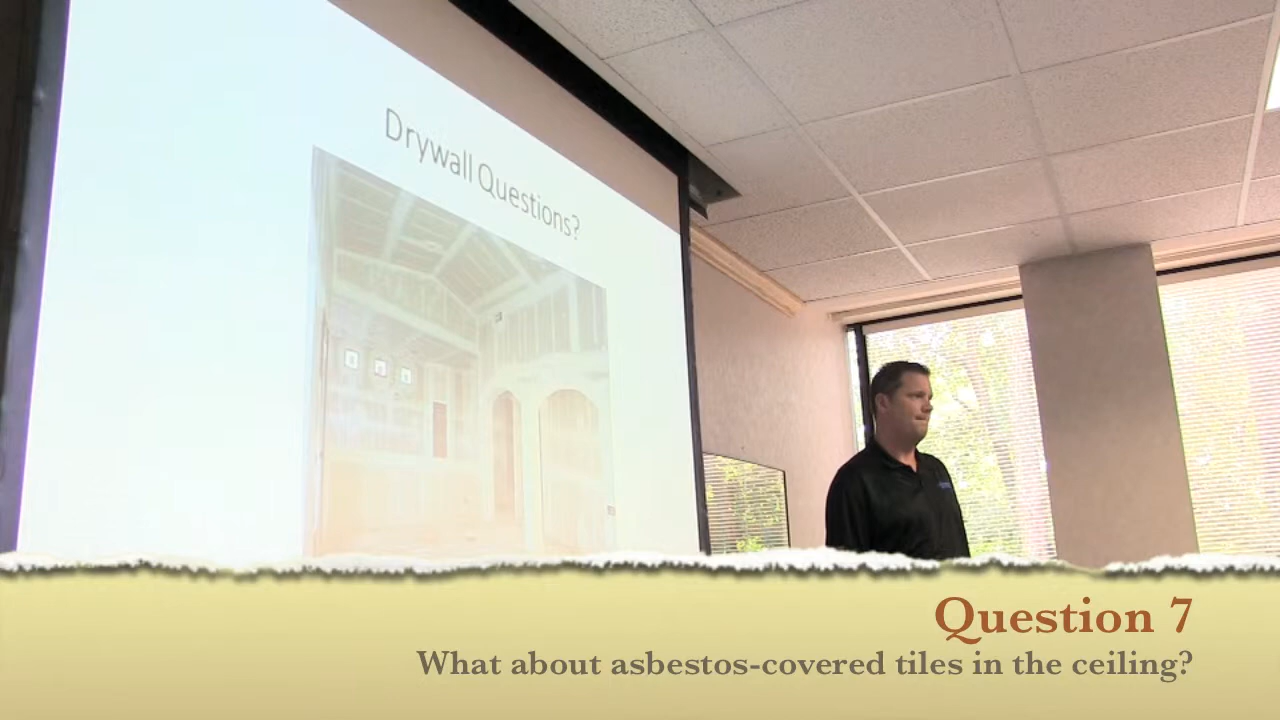 Drywall Questions?
Question 7
What about asbestos-covered tiles in the ceiling?